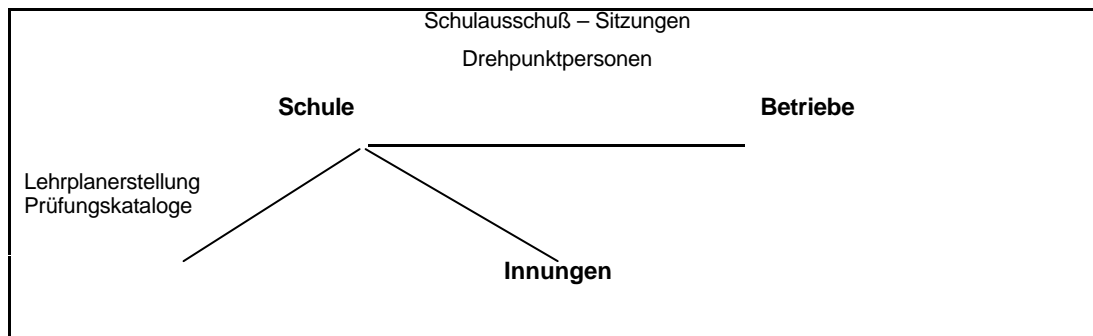 Schulausschuß – Sitzungen
Drehpunktpersonen
Schule
Betriebe
Lehrplanerstellung
Prüfungskataloge
Innungen